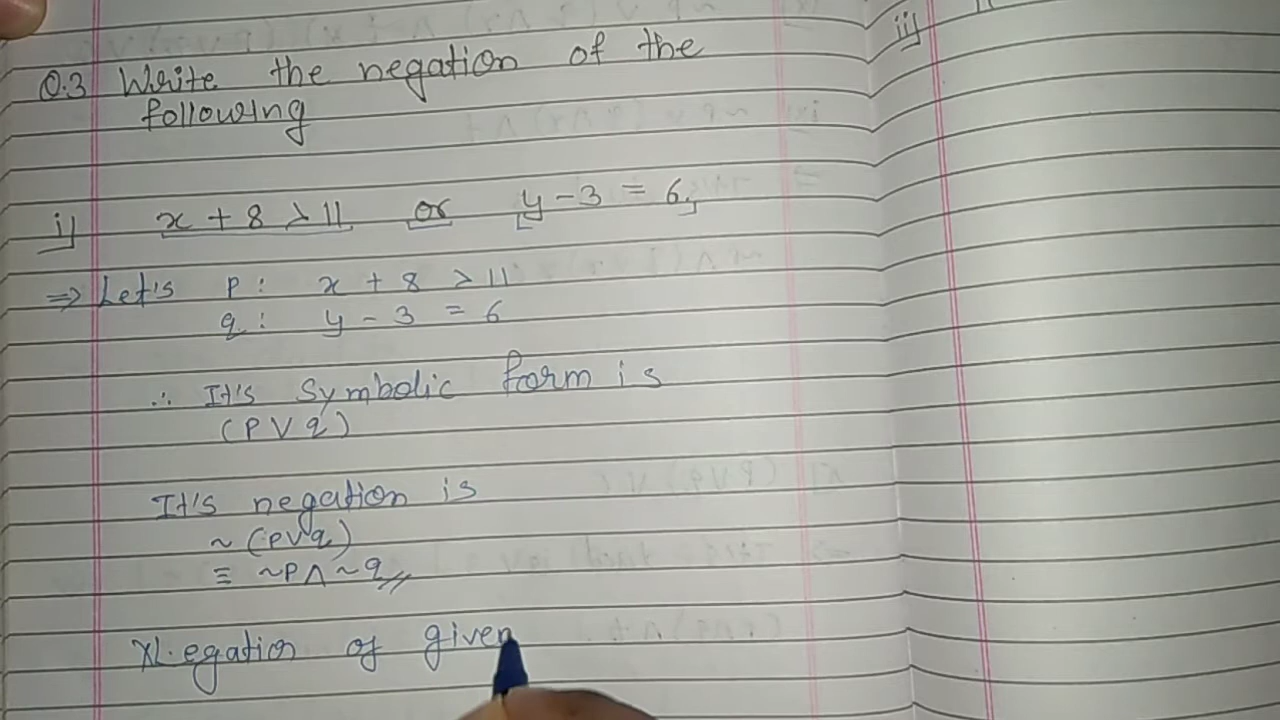 Q.3 Write the negation of the
following
i) x + 8 > 11 or y - 3 = 6.
⇒ Let's p: x + 8 > 11
q: y - 3 = 6
∴ It's symbolic form is
(p ∨ q)
It's negation is
~ (p ∨ q)
≡ ~p ∧ ~q
Negation of given
ii)